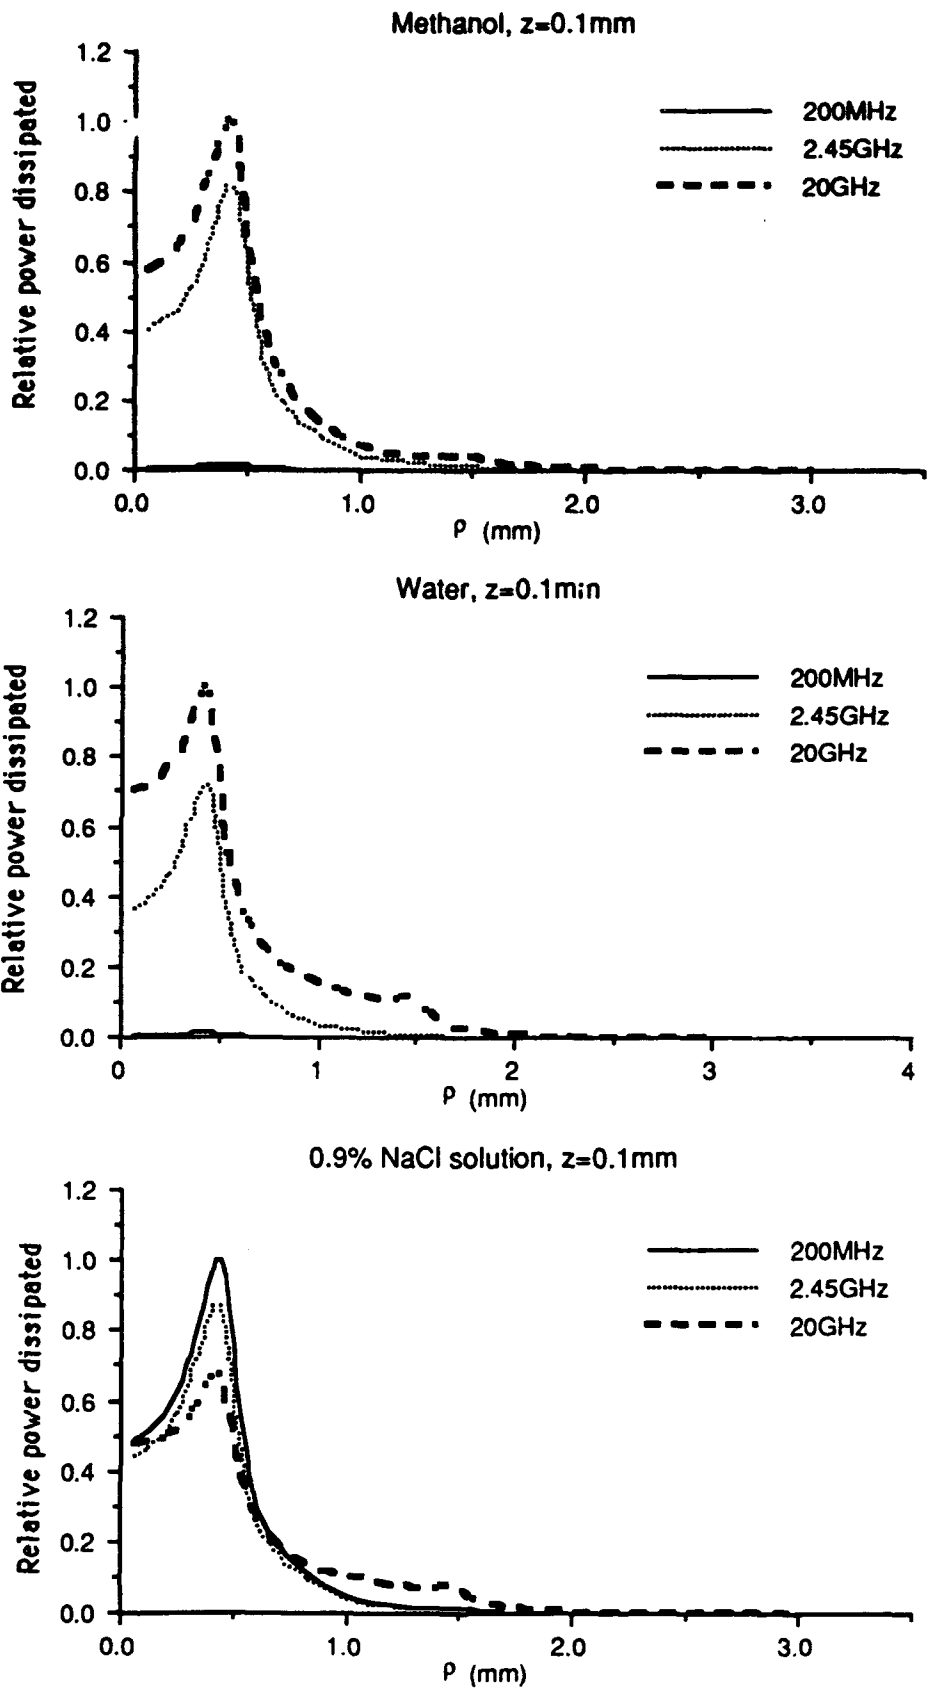 Methanol, z=0.1mm
Relative power dissipated
1.2
1.0
0.8
0.6
0.4
0.2
0.0
200MHz
2.45GHz
20GHz
0.0 1.0 2.0 3.0
ρ (mm)
Water, z=0.1min
Relative power dissipated
1.2
1.0
0.8
0.6
0.4
0.2
0.0
200MHz
2.45GHz
20GHz
0 1 2 3 4
ρ (mm)
0.9% NaCl solution, z=0.1mm
Relative power dissipated
1.2
1.0
0.8
0.6
0.4
0.2
0.0
200MHz
2.45GHz
20GHz
0.0 1.0 2.0 3.0
ρ (mm)